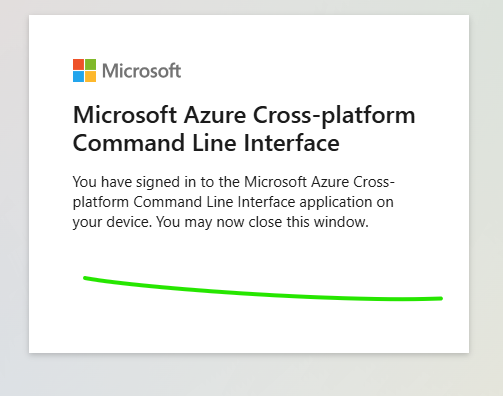 Microsoft
Microsoft Azure Cross-platform
Command Line Interface
You have signed in to the Microsoft Azure Cross-
platform Command Line Interface application on
your device. You may now close this window.